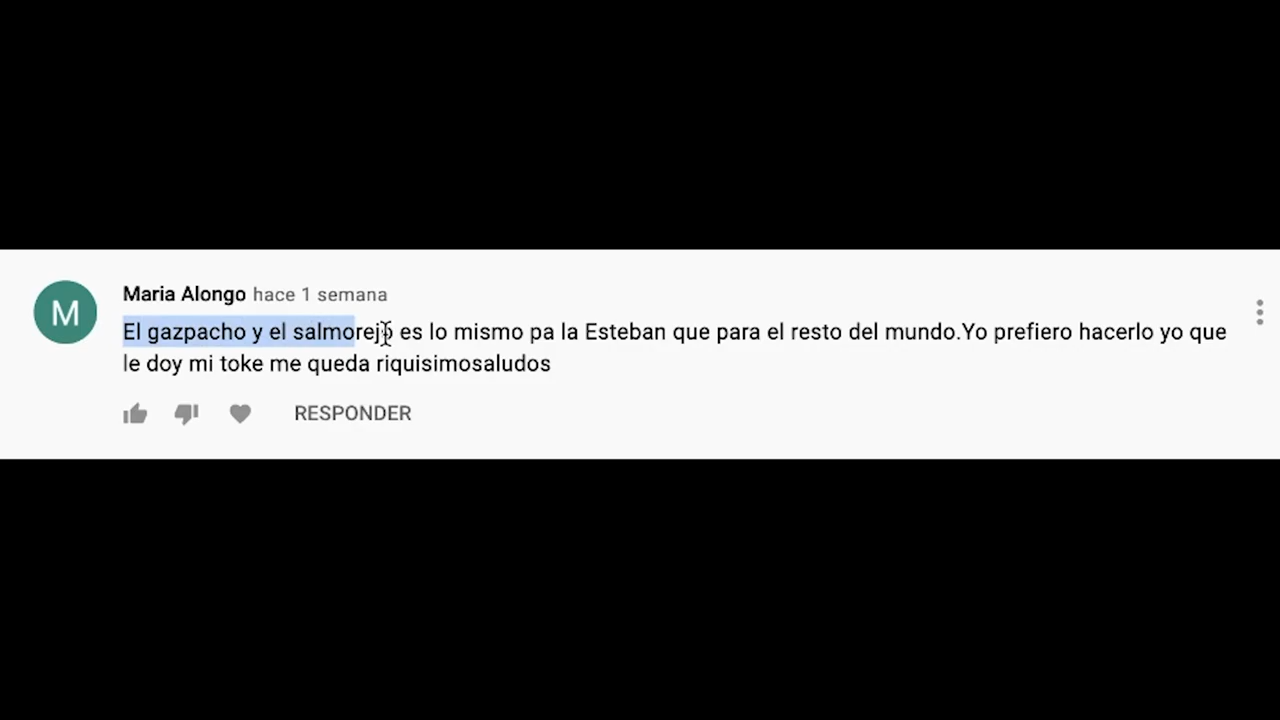 M
Maria Alongo hace 1 semana
El gazpacho y el salmorejo es lo mismo pa la Esteban que para el resto del mundo.Yo prefiero hacerlo yo que
le doy mi toke me queda riquisimosaludos
RESPONDER